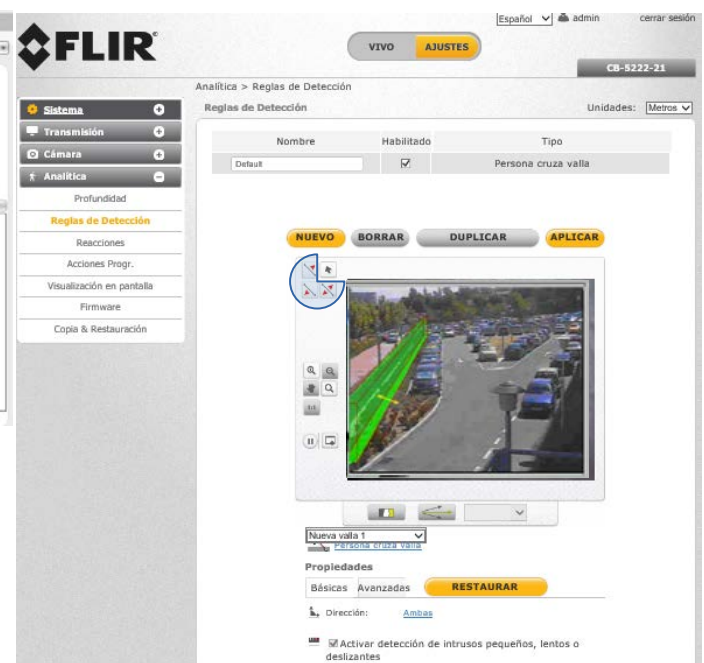 Español admin cerrar sesión
FLIR
VIVO AJUSTES
CB-5222-21
Analítica > Reglas de Detección
Sistema
Transmisión
Cámara
Analítica
Profundidad
Reglas de Detección
Reacciones
Acciones Progr.
Visualización en pantalla
Firmware
Copia & Restauración
Reglas de Detección Unidades: Metros
Nombre Habilitado Tipo
Default Persona cruza valla
NUEVO BORRAR DUPLICAR APLICAR
1:1
Nueva valla 1
Persona cruza valla
Propiedades
Básicas Avanzadas RESTAURAR
Dirección: Ambas
Activar detección de intrusos pequeños, lentos o
deslizantes